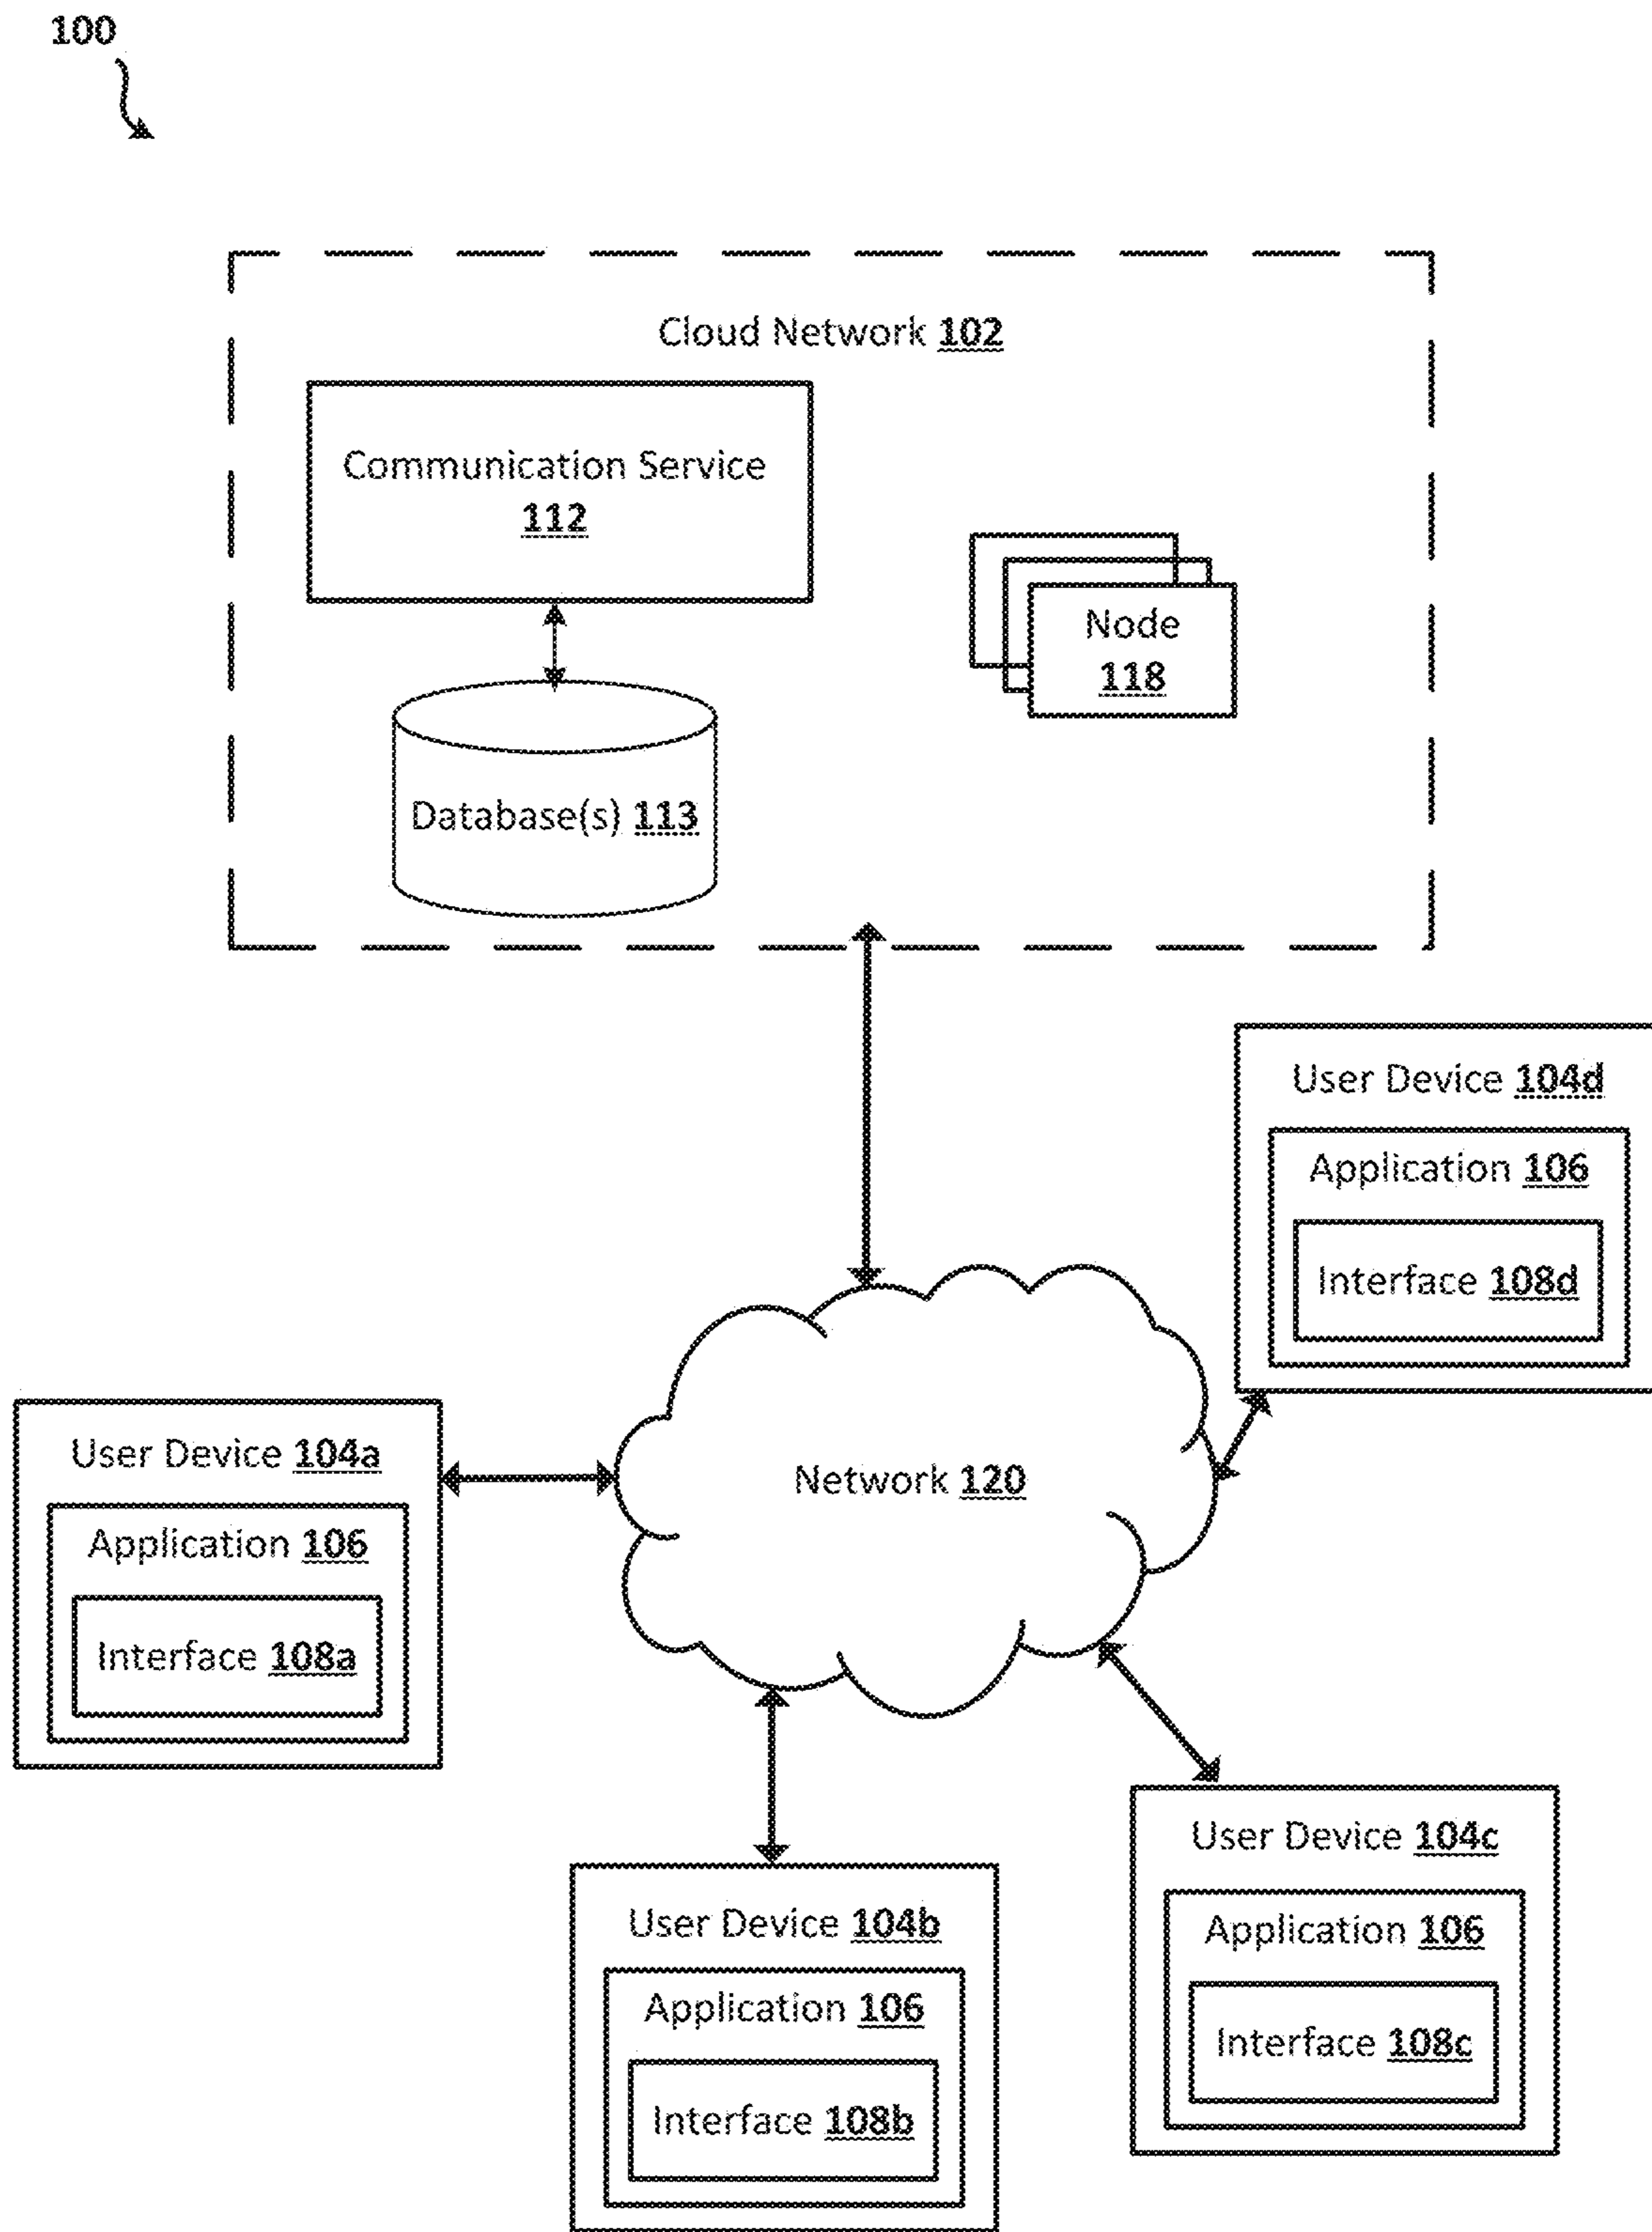 100
Cloud Network 102
Communication Service
112
Node
118
Database(s) 113
User Device 104d
Application 106
Interface 108d
User Device 104a
Application 106
Interface 108a
Network 120
User Device 104c
Application 106
Interface 108c
User Device 104b
Application 106
Interface 108b